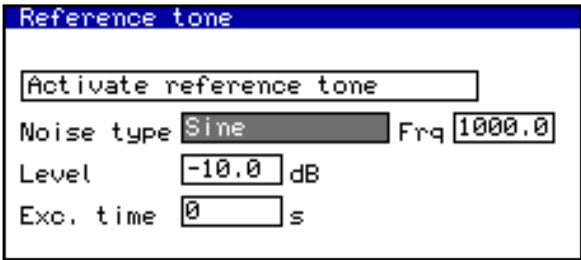 Reference tone
Activate reference tone
Noise type Sine Frq 1000.0
Level -10.0 dB
Exc. time 0 s